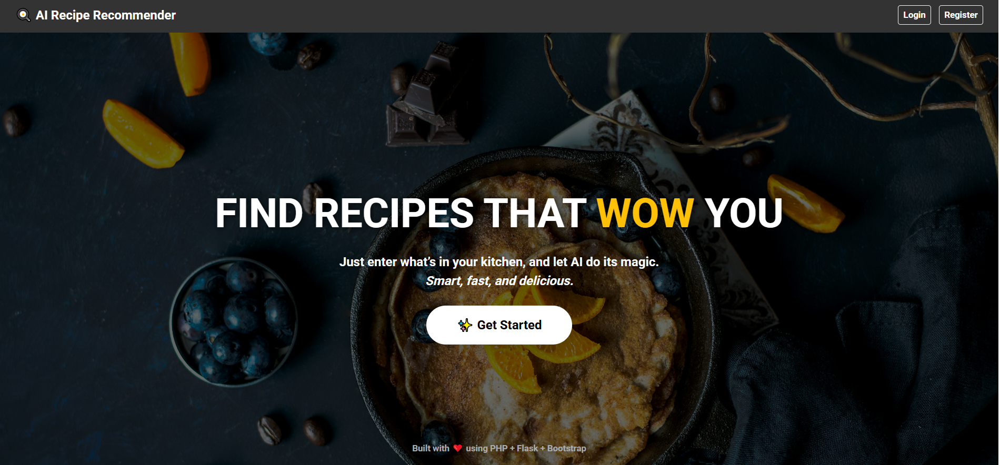 AI Recipe Recommender
Login
Register
FIND RECIPES THAT WOW YOU
Just enter what’s in your kitchen, and let AI do its magic.
Smart, fast, and delicious.
✨ Get Started
Built with ❤️ using PHP + Flask + Bootstrap